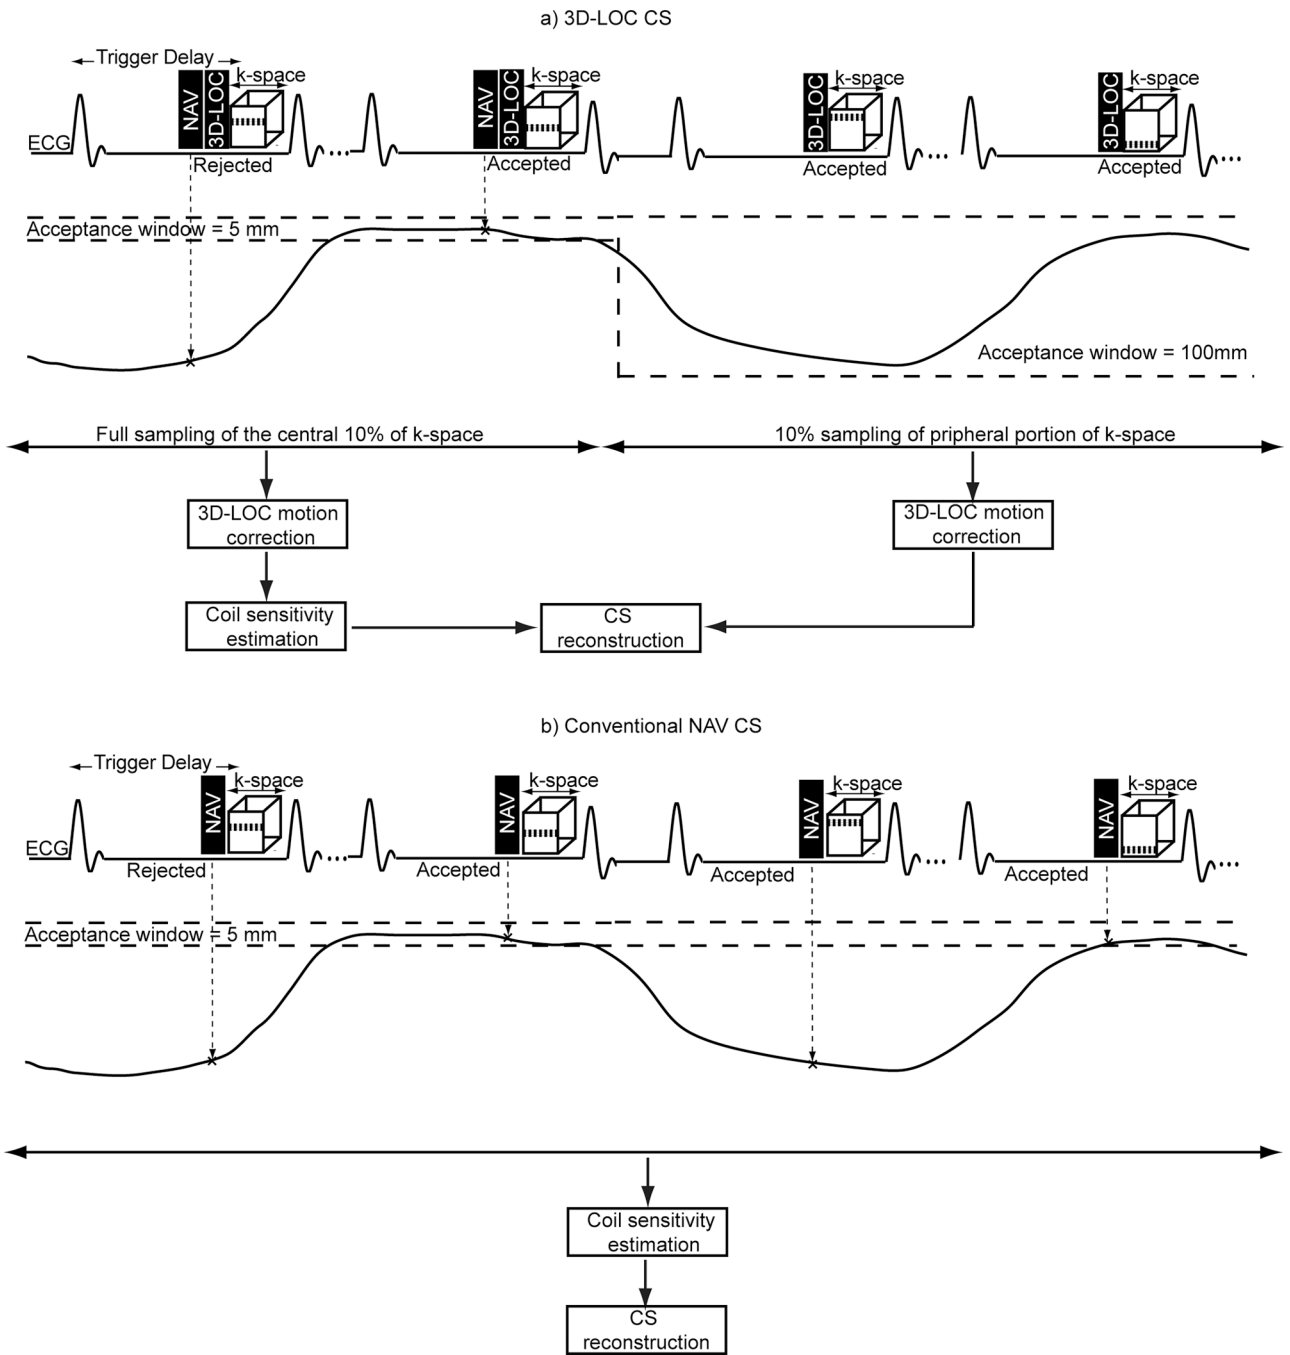 a) 3D-LOC CS
Trigger Delay
NAV
3D-LOC
k-space
NAV
3D-LOC
k-space
3D-LOC
k-space
3D-LOC
k-space
ECG
Rejected
Accepted
Accepted
Accepted
Acceptance window = 5 mm
Acceptance window = 100mm
Full sampling of the central 10% of k-space
10% sampling of pripheral portion of k-space
3D-LOC motion
correction
3D-LOC motion
correction
Coil sensitivity
estimation
CS
reconstruction
b) Conventional NAV CS
Trigger Delay
NAV
k-space
NAV
k-space
NAV
k-space
NAV
k-space
ECG
Rejected
Accepted
Accepted
Accepted
Acceptance window = 5 mm
Coil sensitivity
estimation
CS
reconstruction